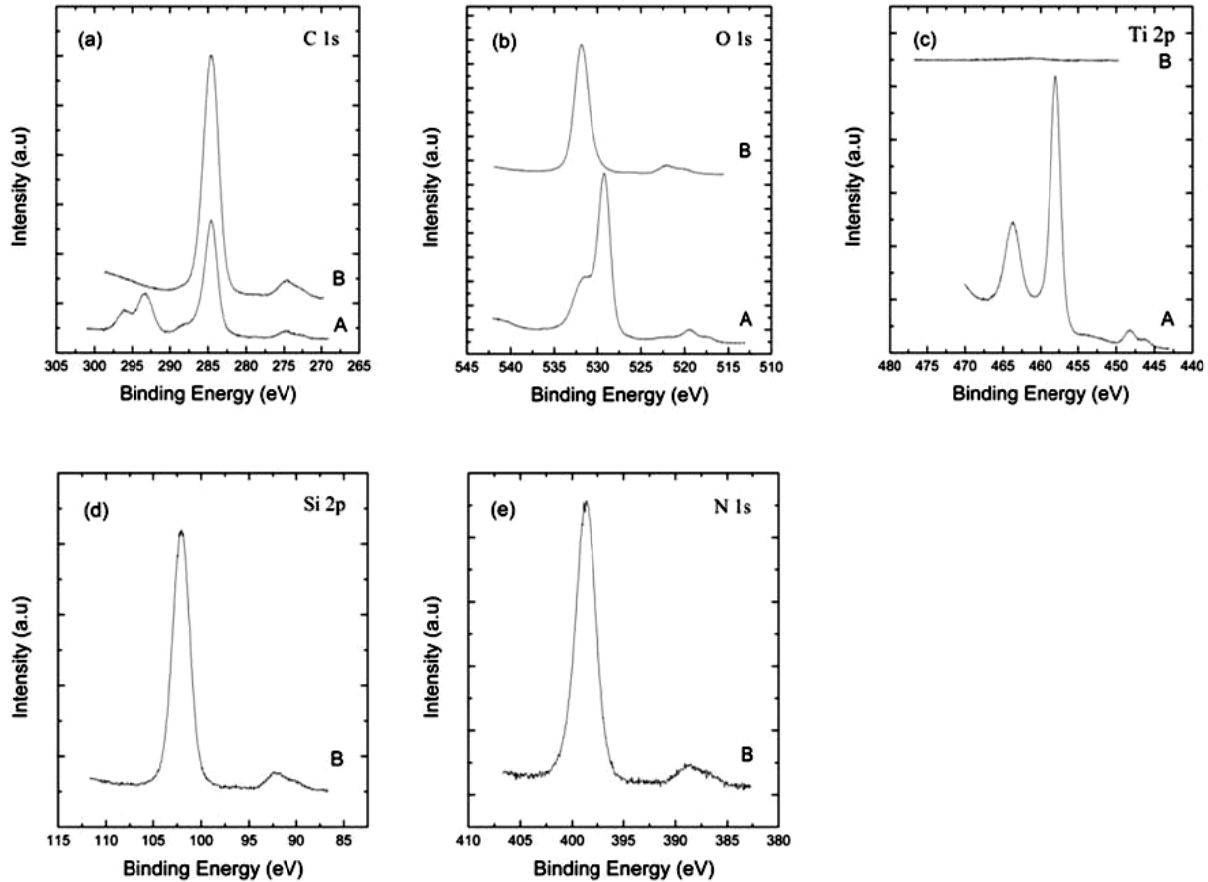 (a) C 1s
Intensity (a.u)
B
A
305 300 295 290 285 280 275 270 265
Binding Energy (eV)
(b) O 1s
Intensity (a.u)
B
A
545 540 535 530 525 520 515 510
Binding Energy (eV)
(c) Ti 2p
Intensity (a.u)
B
A
480 475 470 465 460 455 450 445 440
Binding Energy (eV)
(d) Si 2p
Intensity (a.u)
B
115 110 105 100 95 90 85
Binding Energy (eV)
(e) N 1s
Intensity (a.u)
B
410 405 400 395 390 385 380
Binding Energy (eV)